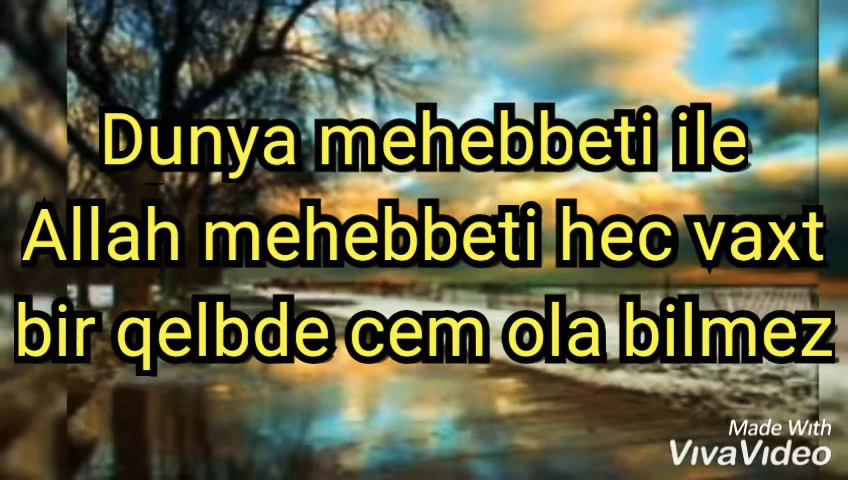 Dunya mehebbeti ile
Allah mehebbeti hec vaxt
bir qelbde cem ola bilmez
Made With
VivaVideo